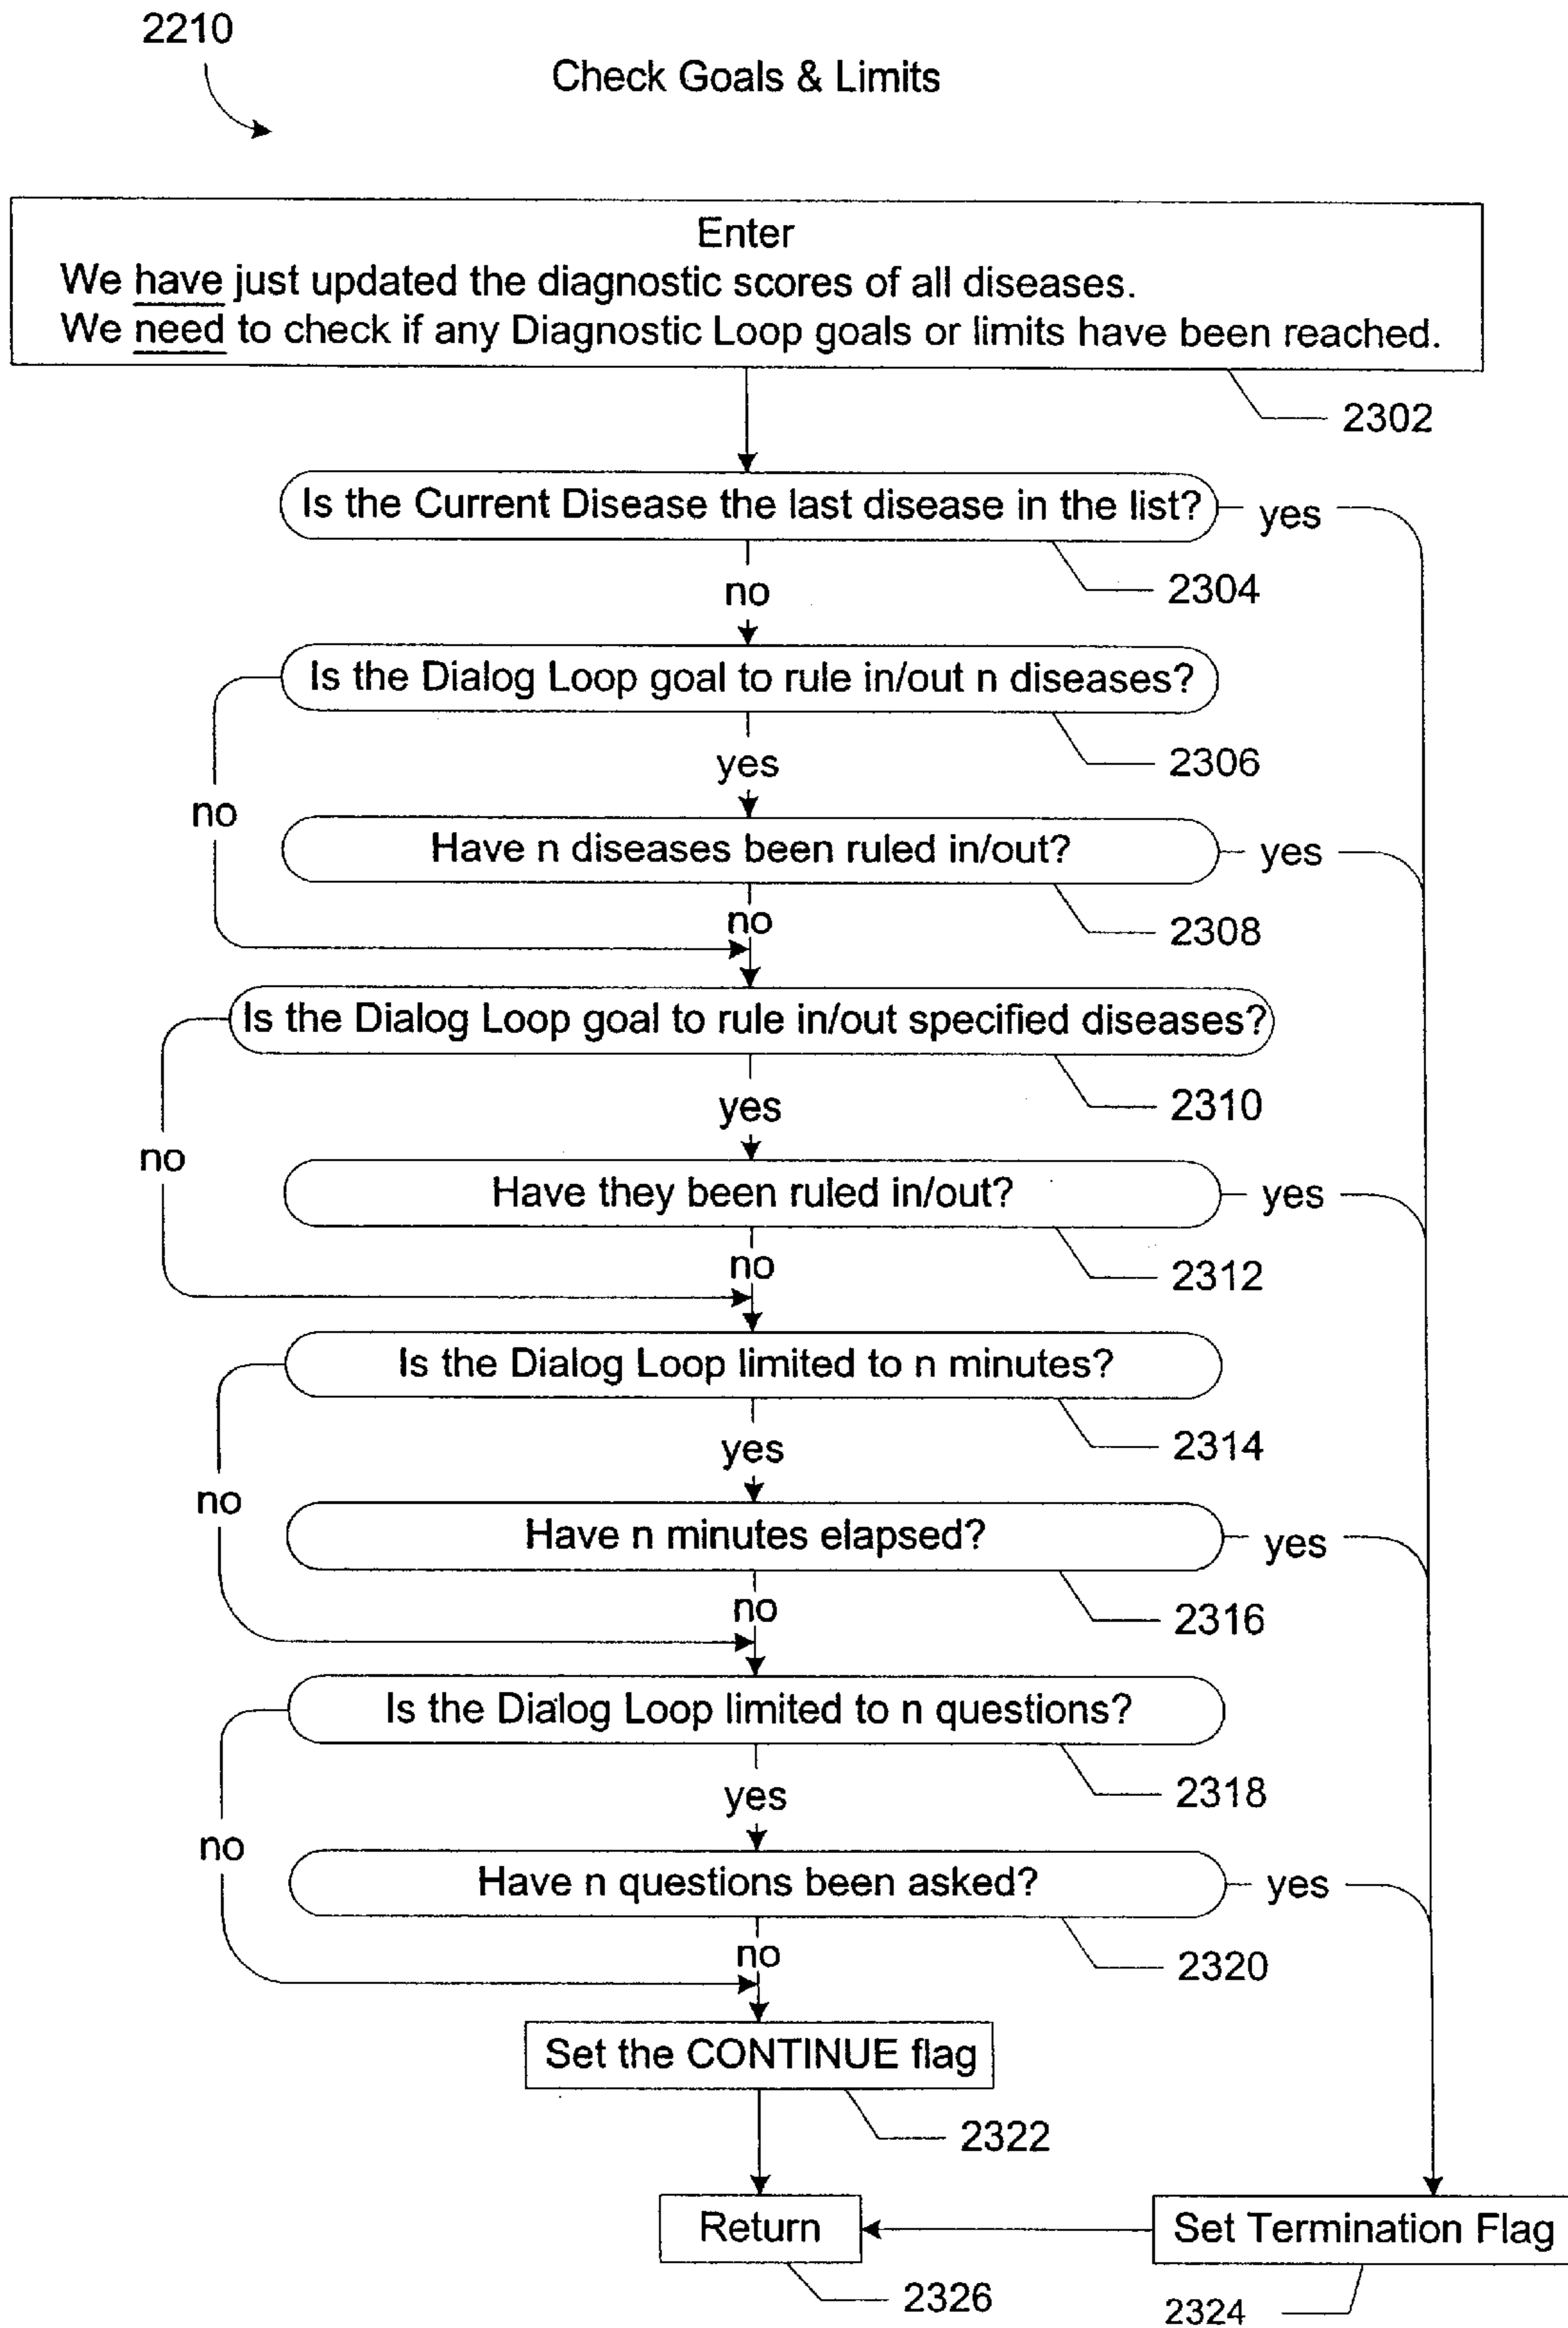 2210
Check Goals & Limits
Enter
We have just updated the diagnostic scores of all diseases.
We need to check if any Diagnostic Loop goals or limits have been reached.
2302
Is the Current Disease the last disease in the list?
yes
2304
no
Is the Dialog Loop goal to rule in/out n diseases?
2306
yes
no
Have n diseases been ruled in/out?
yes
2308
no
Is the Dialog Loop goal to rule in/out specified diseases?
2310
yes
no
Have they been ruled in/out?
yes
2312
no
Is the Dialog Loop limited to n minutes?
2314
yes
no
Have n minutes elapsed?
yes
2316
no
Is the Dialog Loop limited to n questions?
2318
yes
no
Have n questions been asked?
yes
2320
no
Set the CONTINUE flag
2322
Return
Set Termination Flag
2326
2324